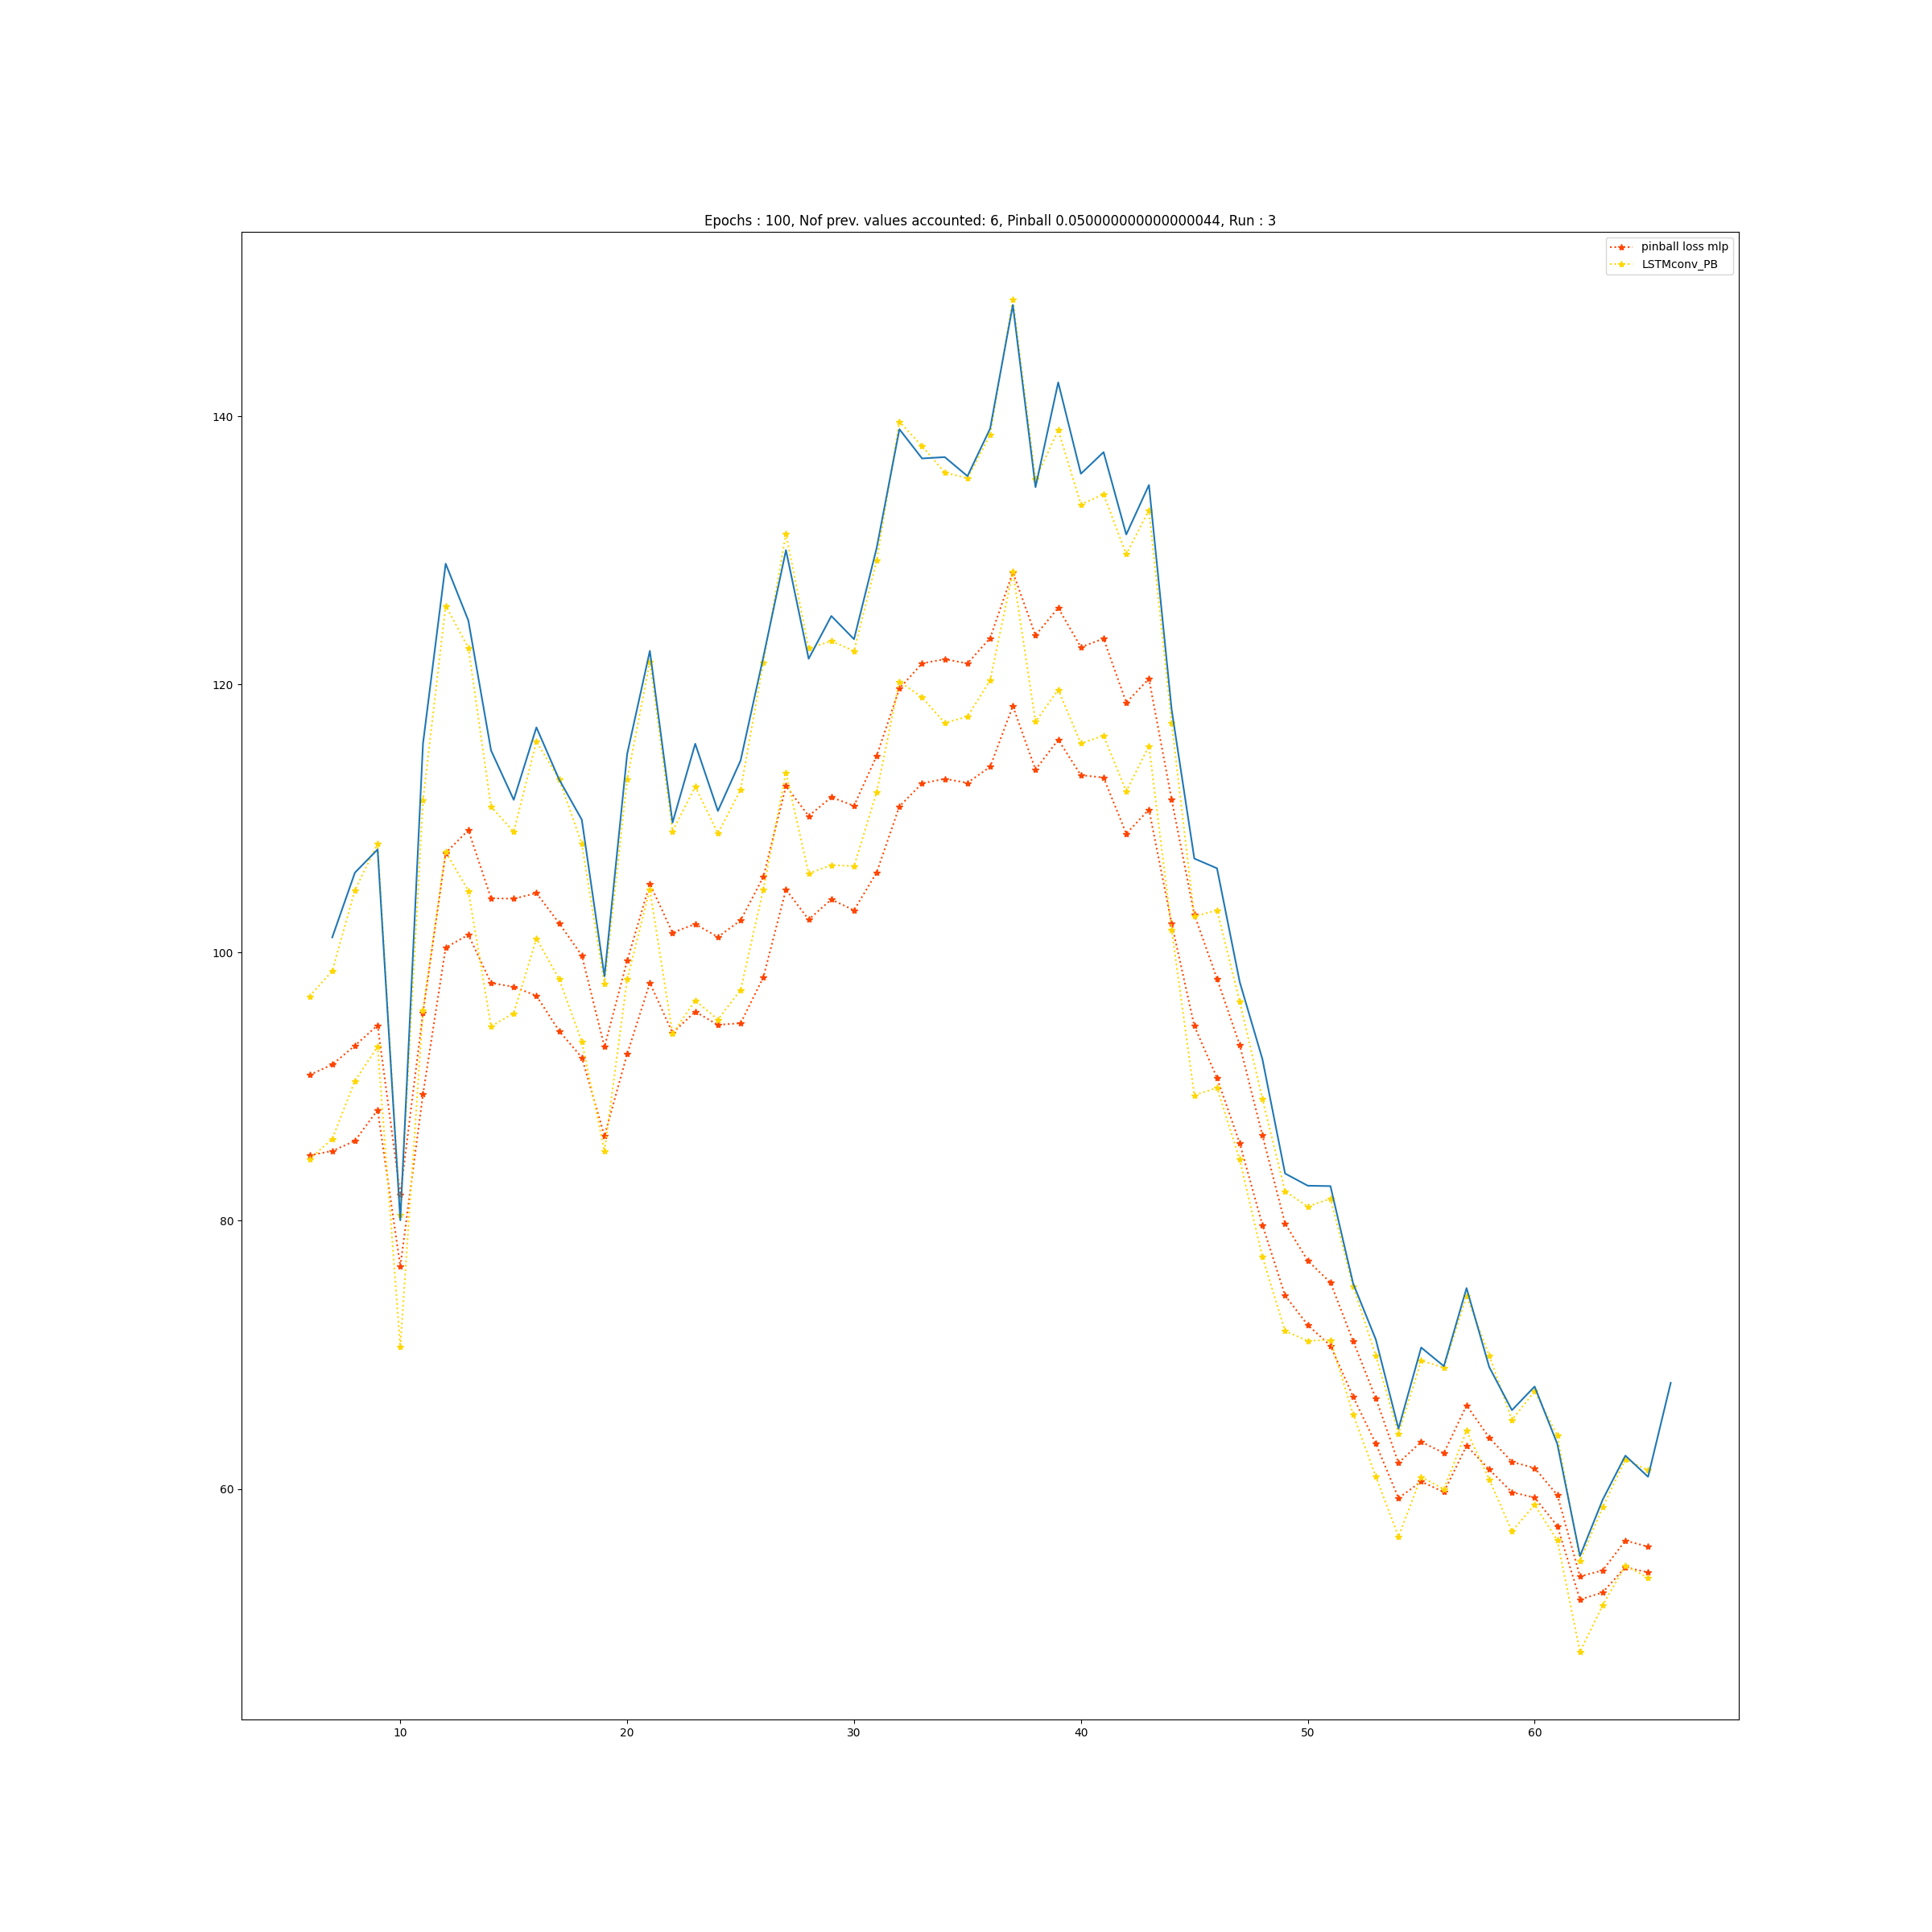 Epochs : 100, Nof prev. values accounted: 6, Pinball 0.050000000000000044, Run : 3
pinball loss mlp
LSTMconv_PB
140
120
100
80
60
10 20 30 40 50 60